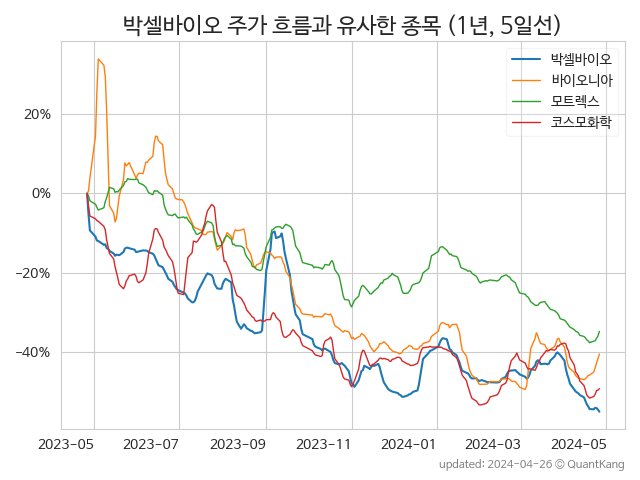 박셀바이오 주가 흐름과 유사한 종목 (1년, 5일선)
박셀바이오
바이오니아
모트렉스
코스모화학
20%
0%
−20%
−40%
2023-05 2023-07 2023-09 2023-11 2024-01 2024-03 2024-05
updated: 2024-04-26 © QuantKang